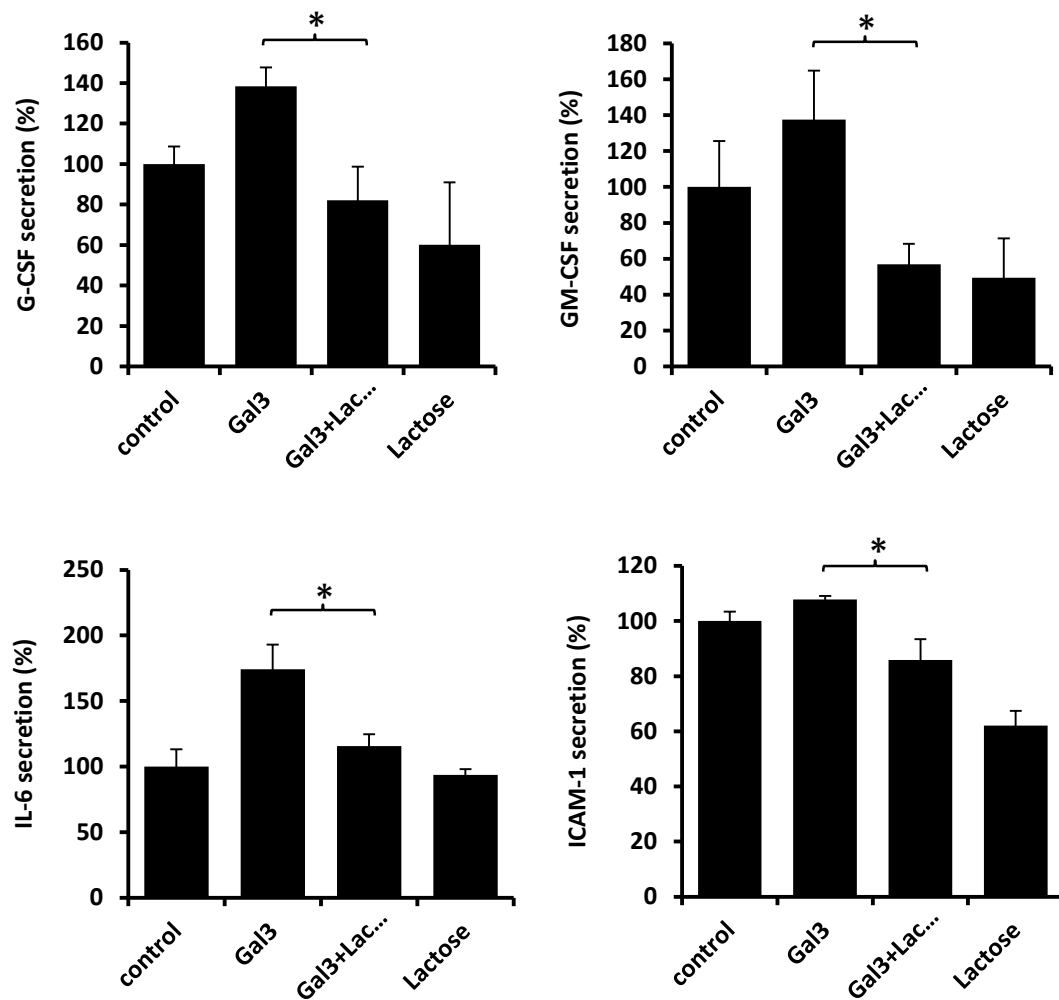 *
G-CSF secretion (%)
160
140
120
100
80
60
40
20
0
control
Gal3
Gal3+Lac...
Lactose
*
GM-CSF secretion (%)
180
160
140
120
100
80
60
40
20
0
control
Gal3
Gal3+Lac...
Lactose
*
IL-6 secretion (%)
250
200
150
100
50
0
control
Gal3
Gal3+Lac...
Lactose
*
ICAM-1 secretion (%)
120
100
80
60
40
20
0
control
Gal3
Gal3+Lac...
Lactose